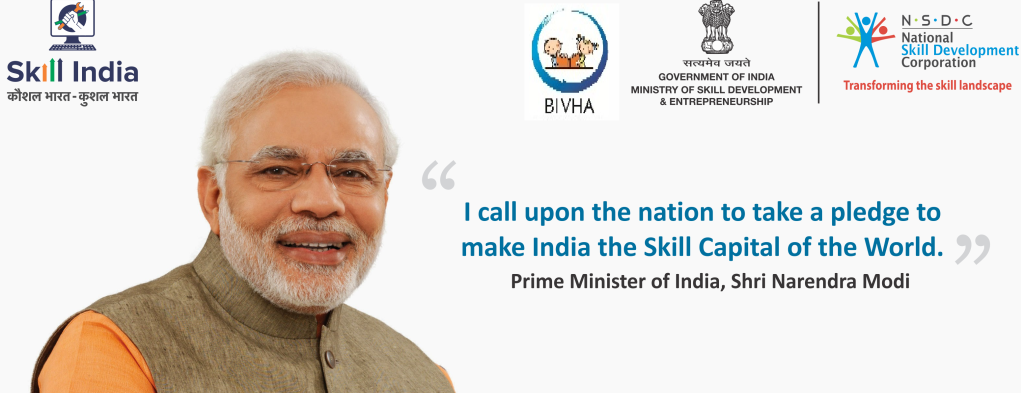 Skill India
कौशल भारत - कुशल भारत
BIVHA
सत्यमेव जयते
GOVERNMENT OF INDIA
MINISTRY OF SKILL DEVELOPMENT
& ENTREPRENEURSHIP
N·S·D·C
National
Skill Development
Corporation
Transforming the skill landscape
“I call upon the nation to take a pledge to
make India the Skill Capital of the World.”
Prime Minister of India, Shri Narendra Modi